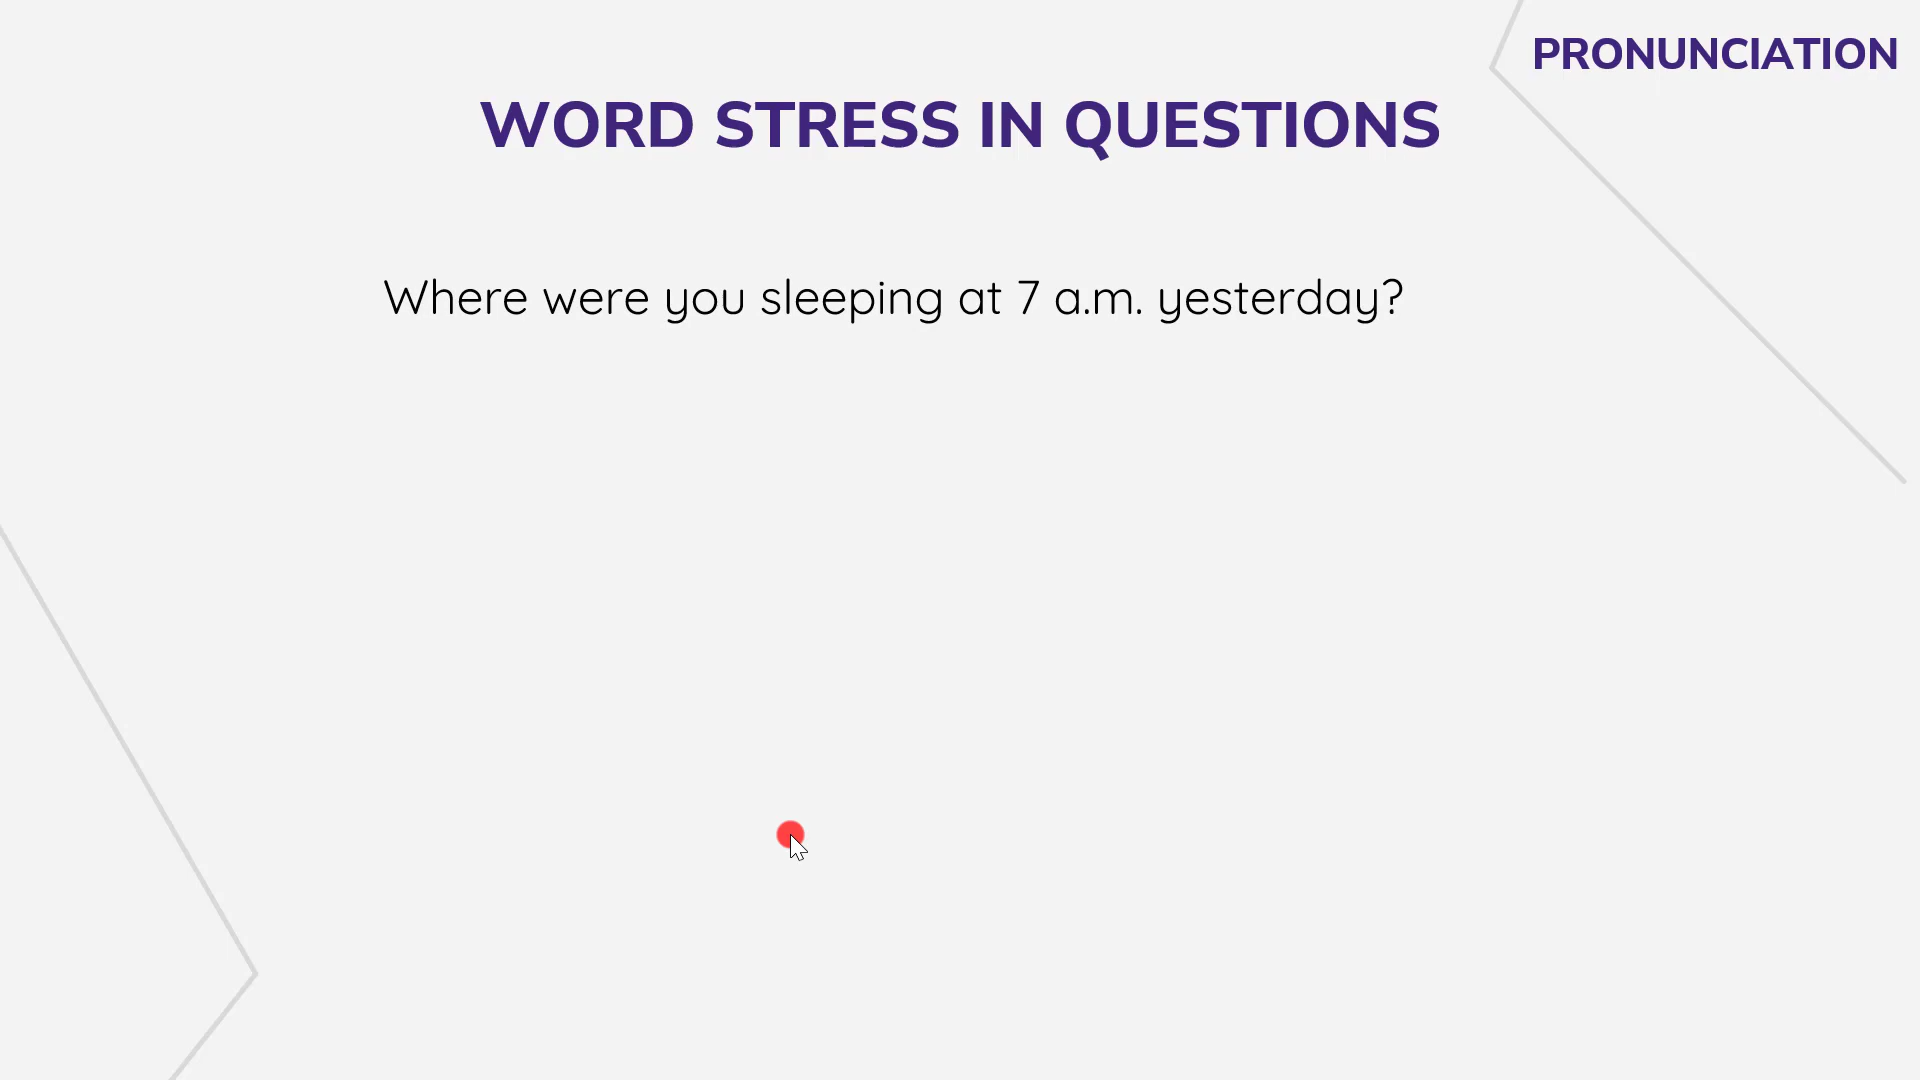 PRONUNCIATION
WORD STRESS IN QUESTIONS
Where were you sleeping at 7 a.m. yesterday?